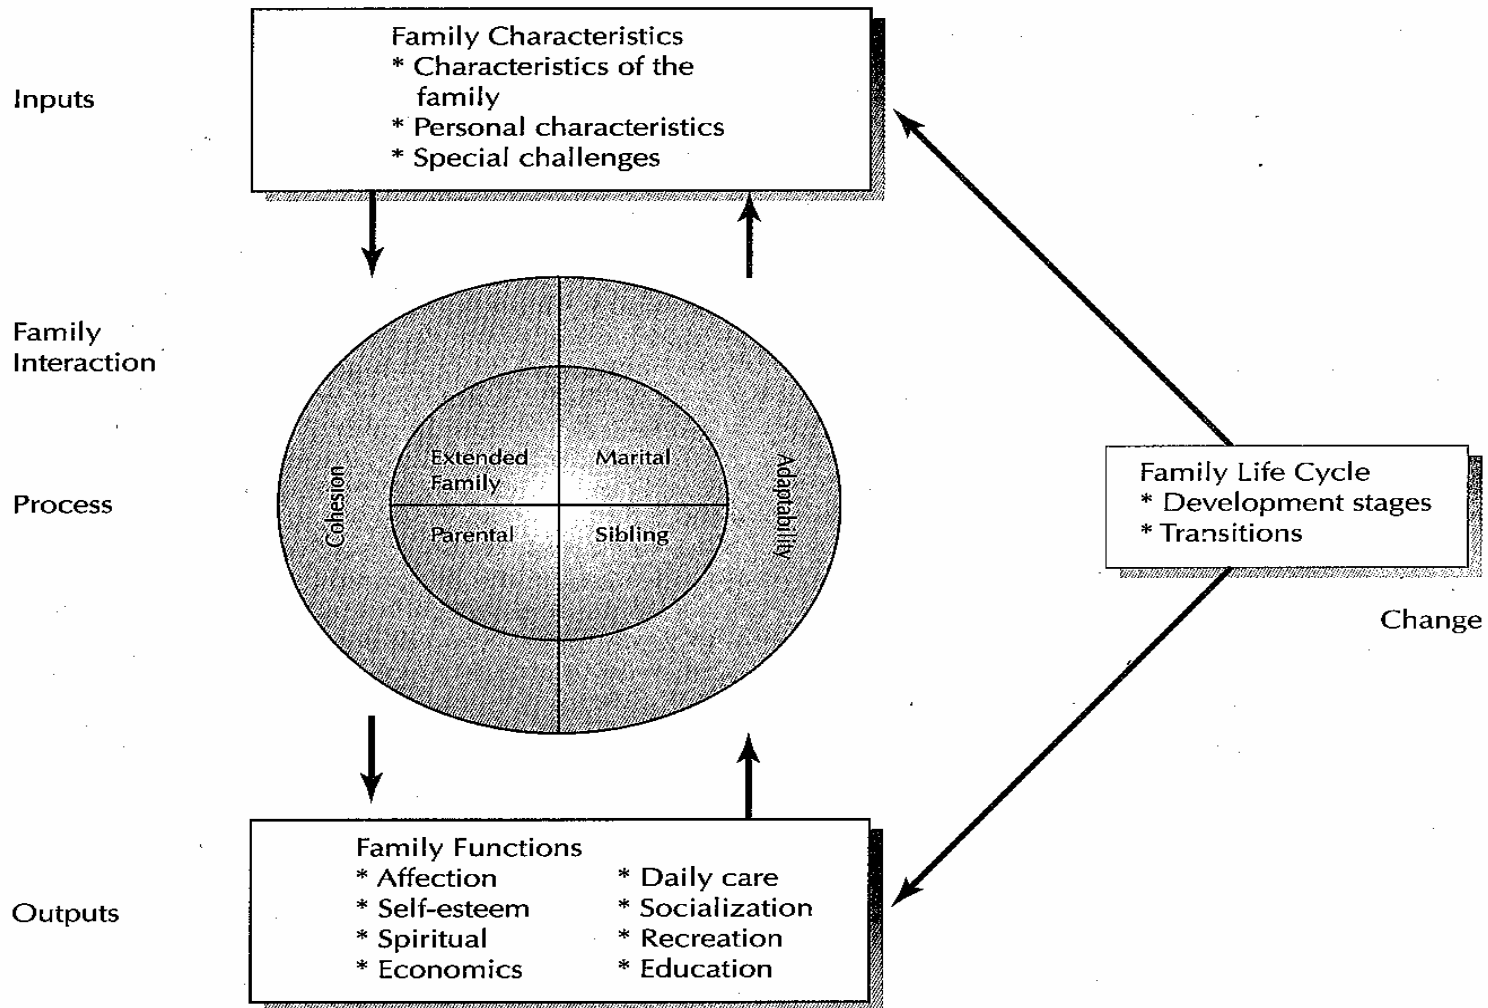 Inputs
Family Characteristics
* Characteristics of the
family
* Personal characteristics
* Special challenges
Family
Interaction
Process
Cohesion
Extended
Family
Marital
Parental
Sibling
Adaptability
Family Life Cycle
* Development stages
* Transitions
Change
Outputs
Family Functions
* Affection
* Self-esteem
* Spiritual
* Economics
* Daily care
* Socialization
* Recreation
* Education